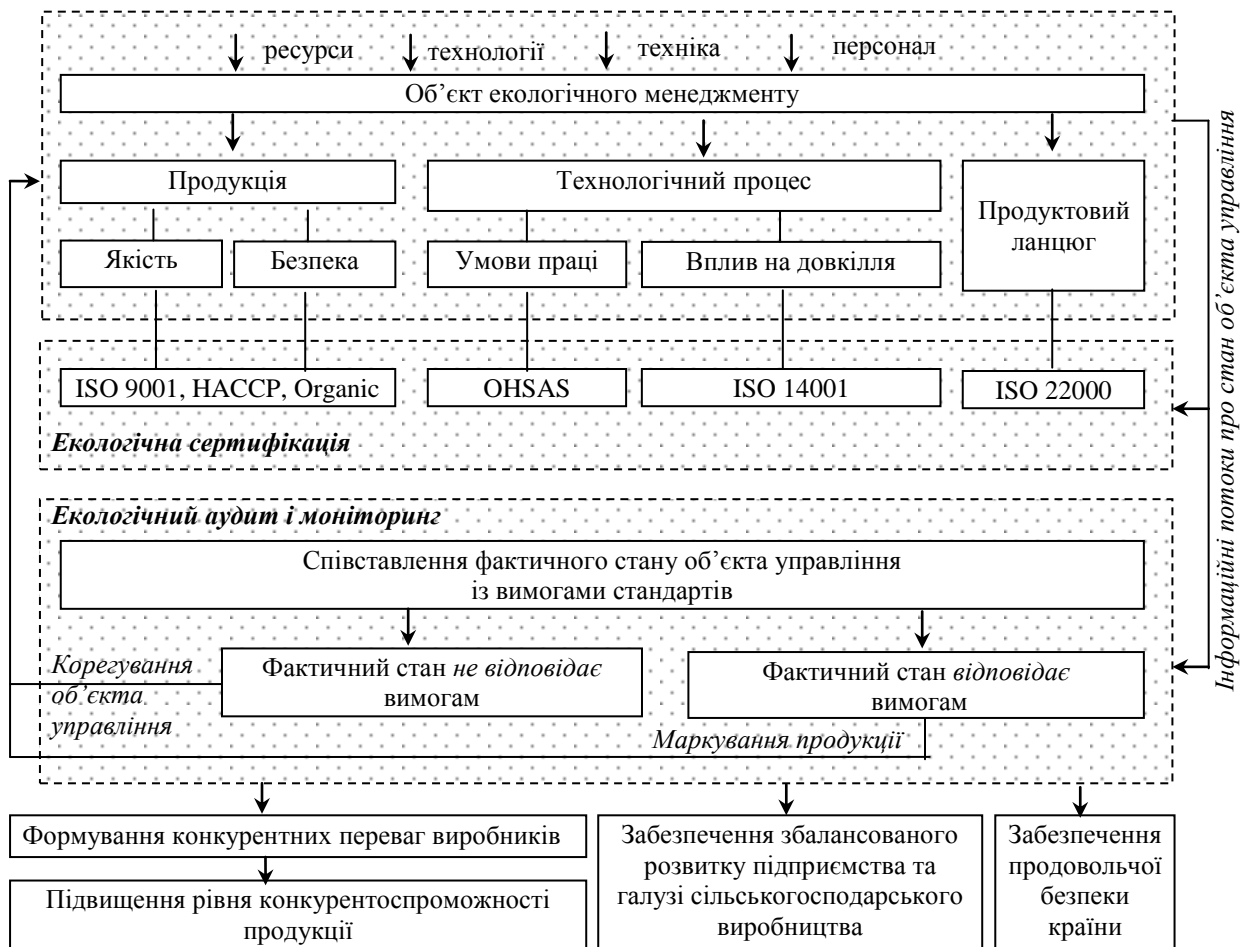 ресурси технології техніка персонал
Об’єкт екологічного менеджменту
Продукція
Технологічний процес
Продуктовий
ланцюг
Якість
Безпека
Умови праці
Вплив на довкілля
ISO 9001, HACCP, Organic
OHSAS
ISO 14001
ISO 22000
Екологічна сертифікація
Екологічний аудит і моніторинг
Співставлення фактичного стану об’єкта управління
із вимогами стандартів
Корегування
об’єкта
управління
Фактичний стан не відповідає
вимогам
Фактичний стан відповідає
вимогам
Маркування продукції
Інформаційні потоки про стан об’єкта управління
Формування конкурентних переваг виробників
Підвищення рівня конкурентоспроможності
продукції
Забезпечення збалансованого
розвитку підприємства та
галузі сільськогосподарського
виробництва
Забезпечення
продовольчої
безпеки
країни